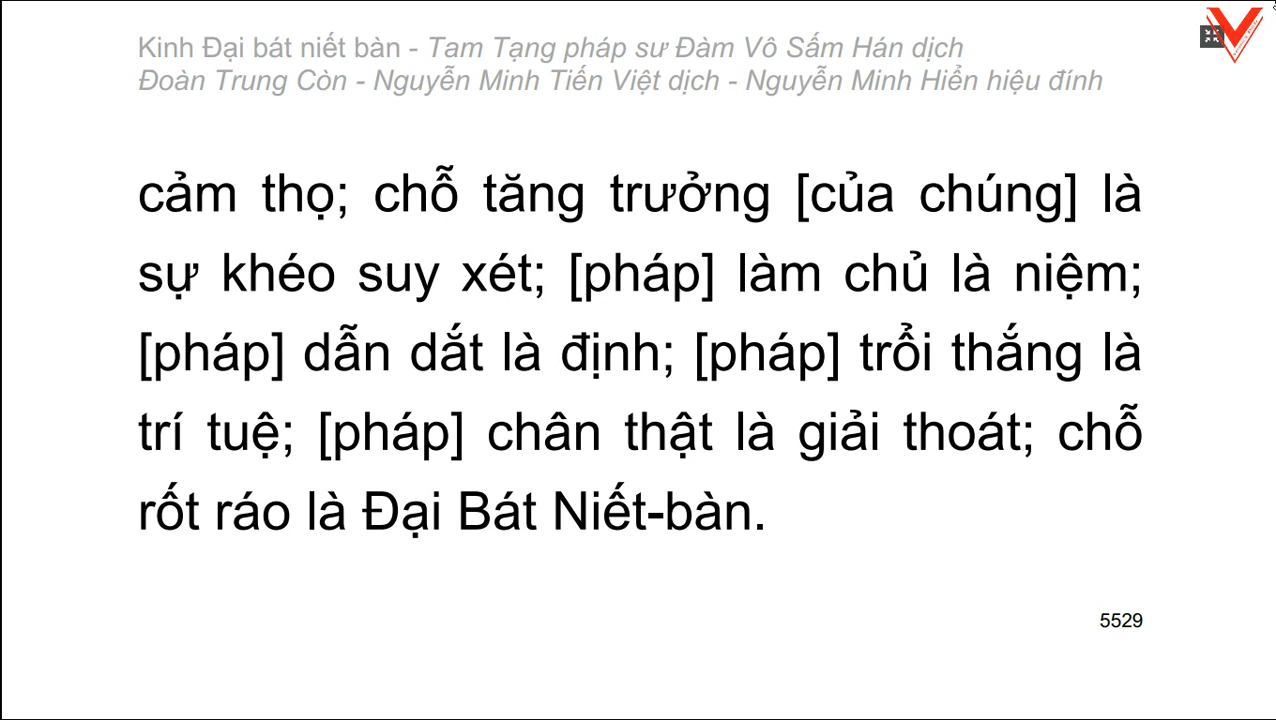 Kinh Đại bát niết bàn - Tam Tạng pháp sư Đàm Vô Sấm Hán dịch
Đoàn Trung Còn - Nguyễn Minh Tiến Việt dịch - Nguyễn Minh Hiển hiệu đính
cảm thọ; chỗ tăng trưởng [của chúng] là
sự khéo suy xét; [pháp] làm chủ là niệm;
[pháp] dẫn dắt là định; [pháp] trổi thắng là
trí tuệ; [pháp] chân thật là giải thoát; chỗ
rốt ráo là Đại Bát Niết-bàn.
5529